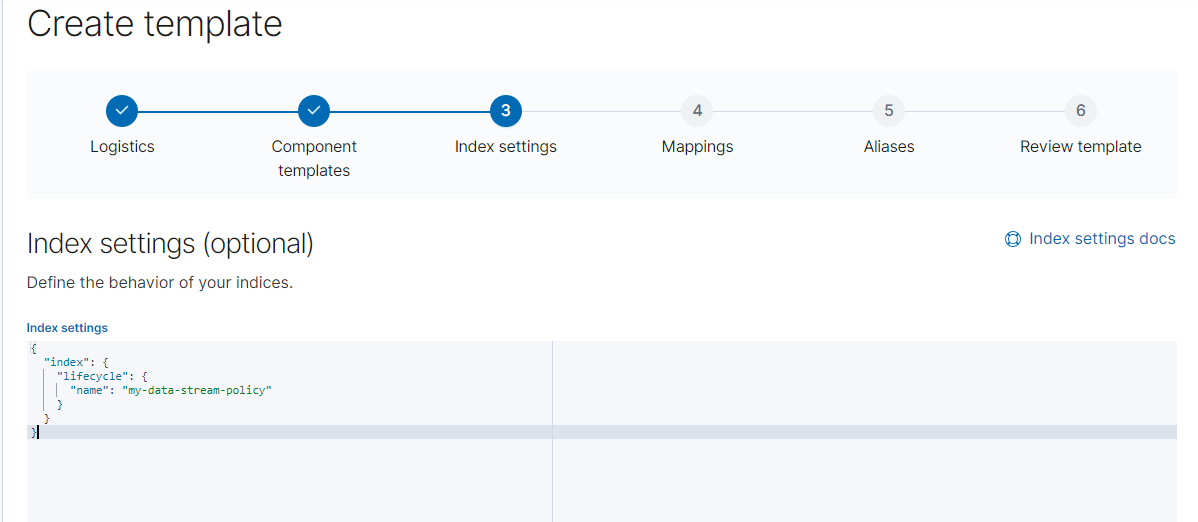 Create template
3
4
5
6
Logistics
Component
templates
Index settings
Mappings
Aliases
Review template
Index settings (optional)
Index settings docs
Define the behavior of your indices.
Index settings
{
  "index": {
    "lifecycle": {
      "name": "my-data-stream-policy"
    }
  }
}